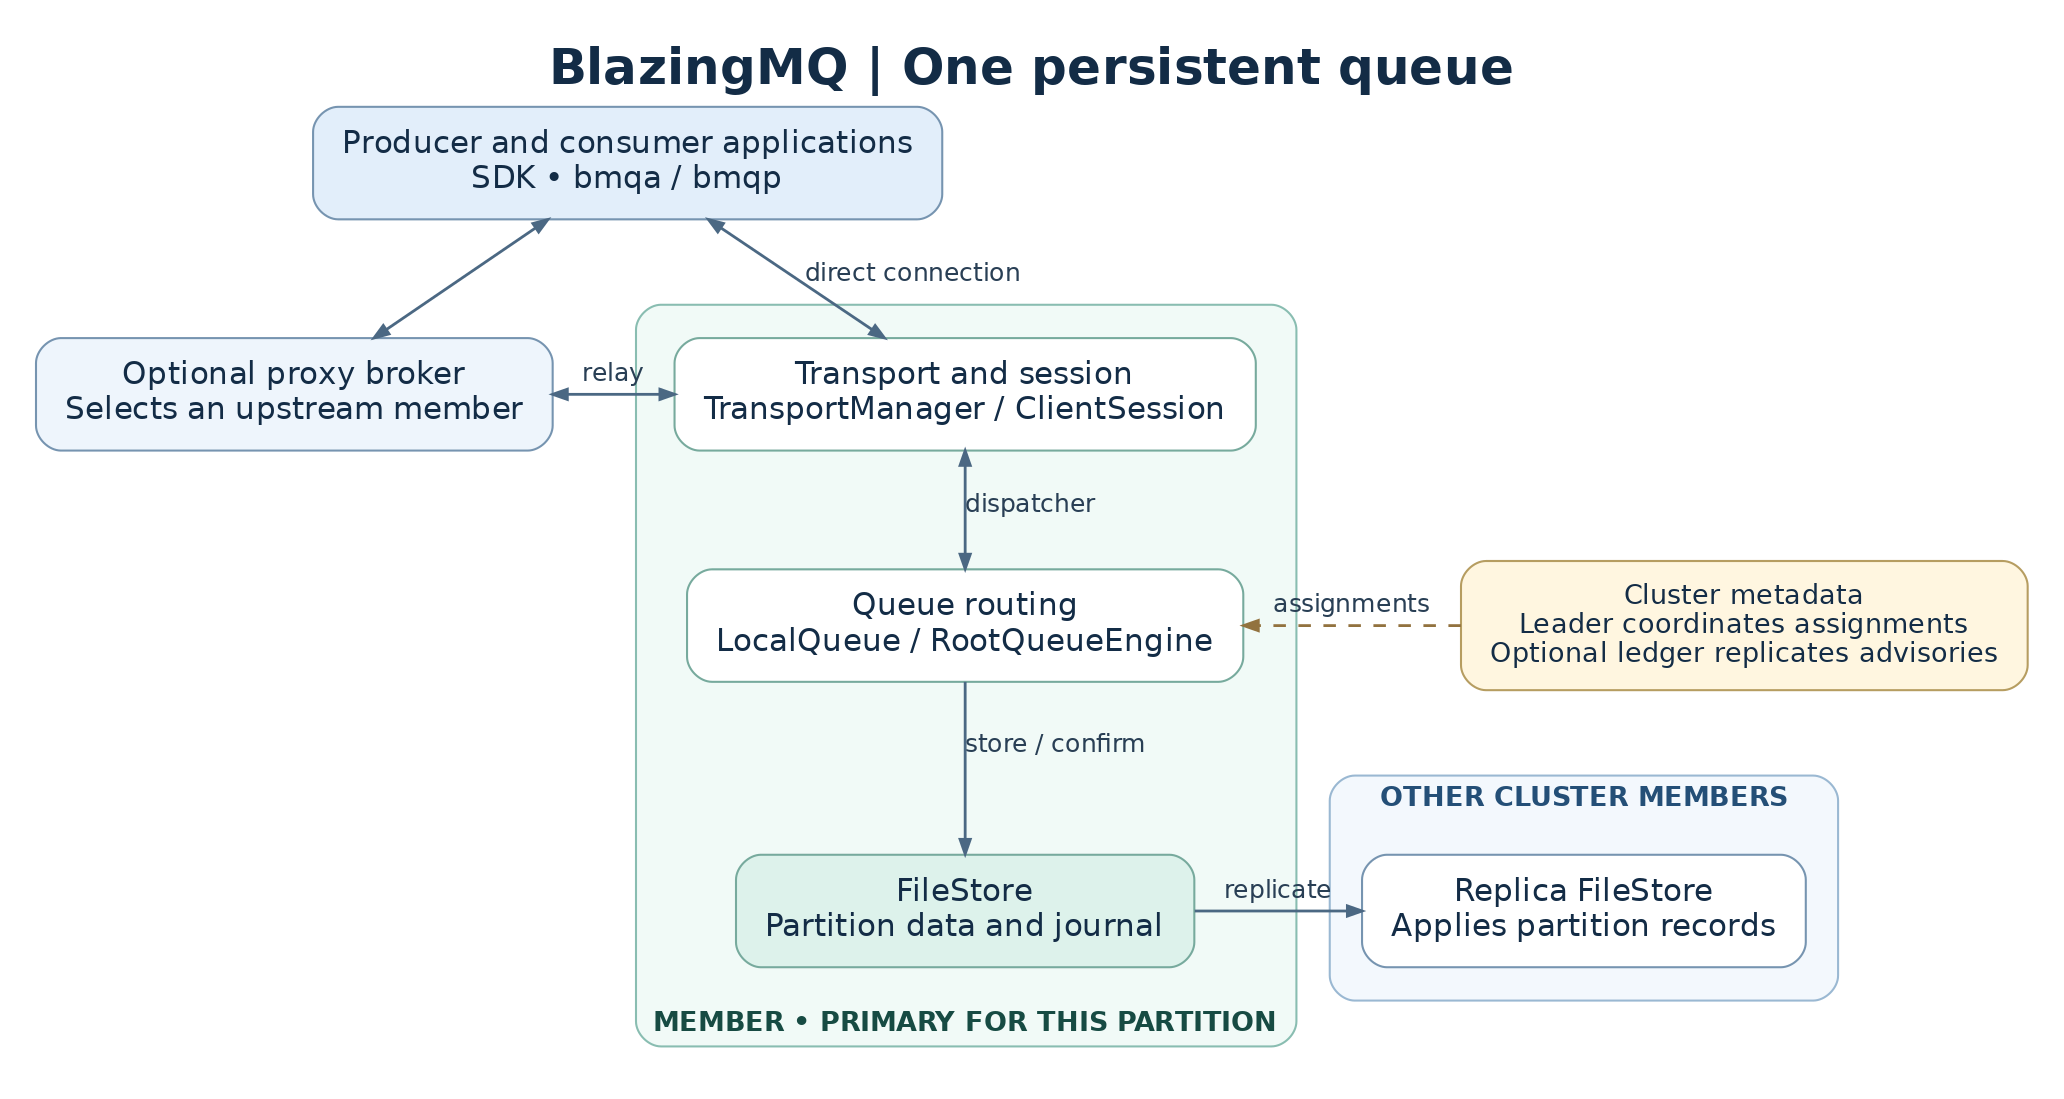 BlazingMQ | One persistent queue
Producer and consumer applications
SDK • bmqa / bmqp
direct connection
Optional proxy broker
Selects an upstream member
relay
Transport and session
TransportManager / ClientSession
dispatcher
Queue routing
LocalQueue / RootQueueEngine
assignments
Cluster metadata
Leader coordinates assignments
Optional ledger replicates advisories
store / confirm
OTHER CLUSTER MEMBERS
FileStore
Partition data and journal
replicate
Replica FileStore
Applies partition records
MEMBER • PRIMARY FOR THIS PARTITION